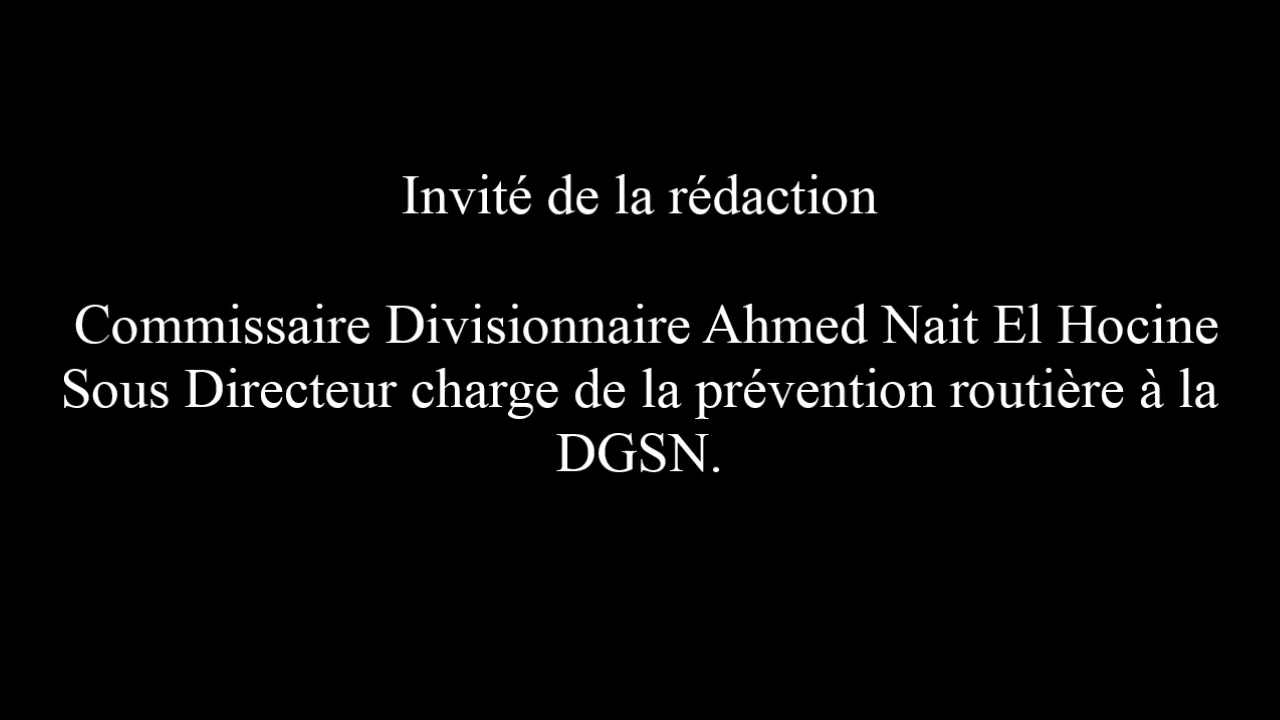 Invité de la rédaction
Commissaire Divisionnaire Ahmed Nait El Hocine
Sous Directeur charge de la prévention routière à la
DGSN.